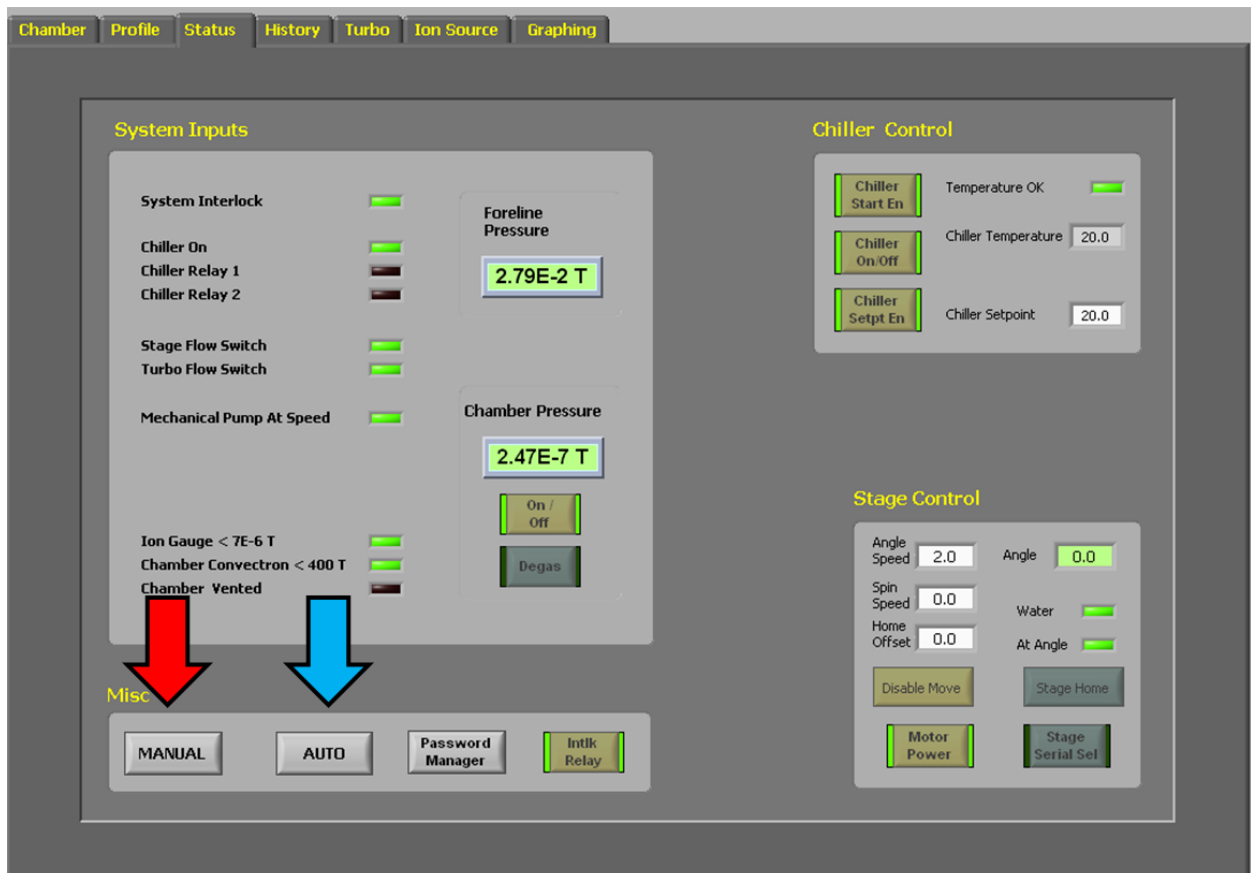 Chamber
Profile
Status
History
Turbo
Ion Source
Graphing
System Inputs
System Interlock
Chiller On
Chiller Relay 1
Chiller Relay 2
Stage Flow Switch
Turbo Flow Switch
Mechanical Pump At Speed
Ion Gauge < 7E-6 T
Chamber Convectron < 400 T
Chamber Vented
Foreline
Pressure
2.79E-2 T
Chamber Pressure
2.47E-7 T
On /
Off
Degas
Misc
MANUAL
AUTO
Password
Manager
Intlk
Relay
Chiller Control
Chiller
Start En
Temperature OK
Chiller
On/Off
Chiller Temperature
20.0
Chiller
Setpt En
Chiller Setpoint
20.0
Stage Control
Angle
Speed
2.0
Angle
0.0
Spin
Speed
0.0
Water
Home
Offset
0.0
At Angle
Disable Move
Stage Home
Motor
Power
Stage
Serial Sel